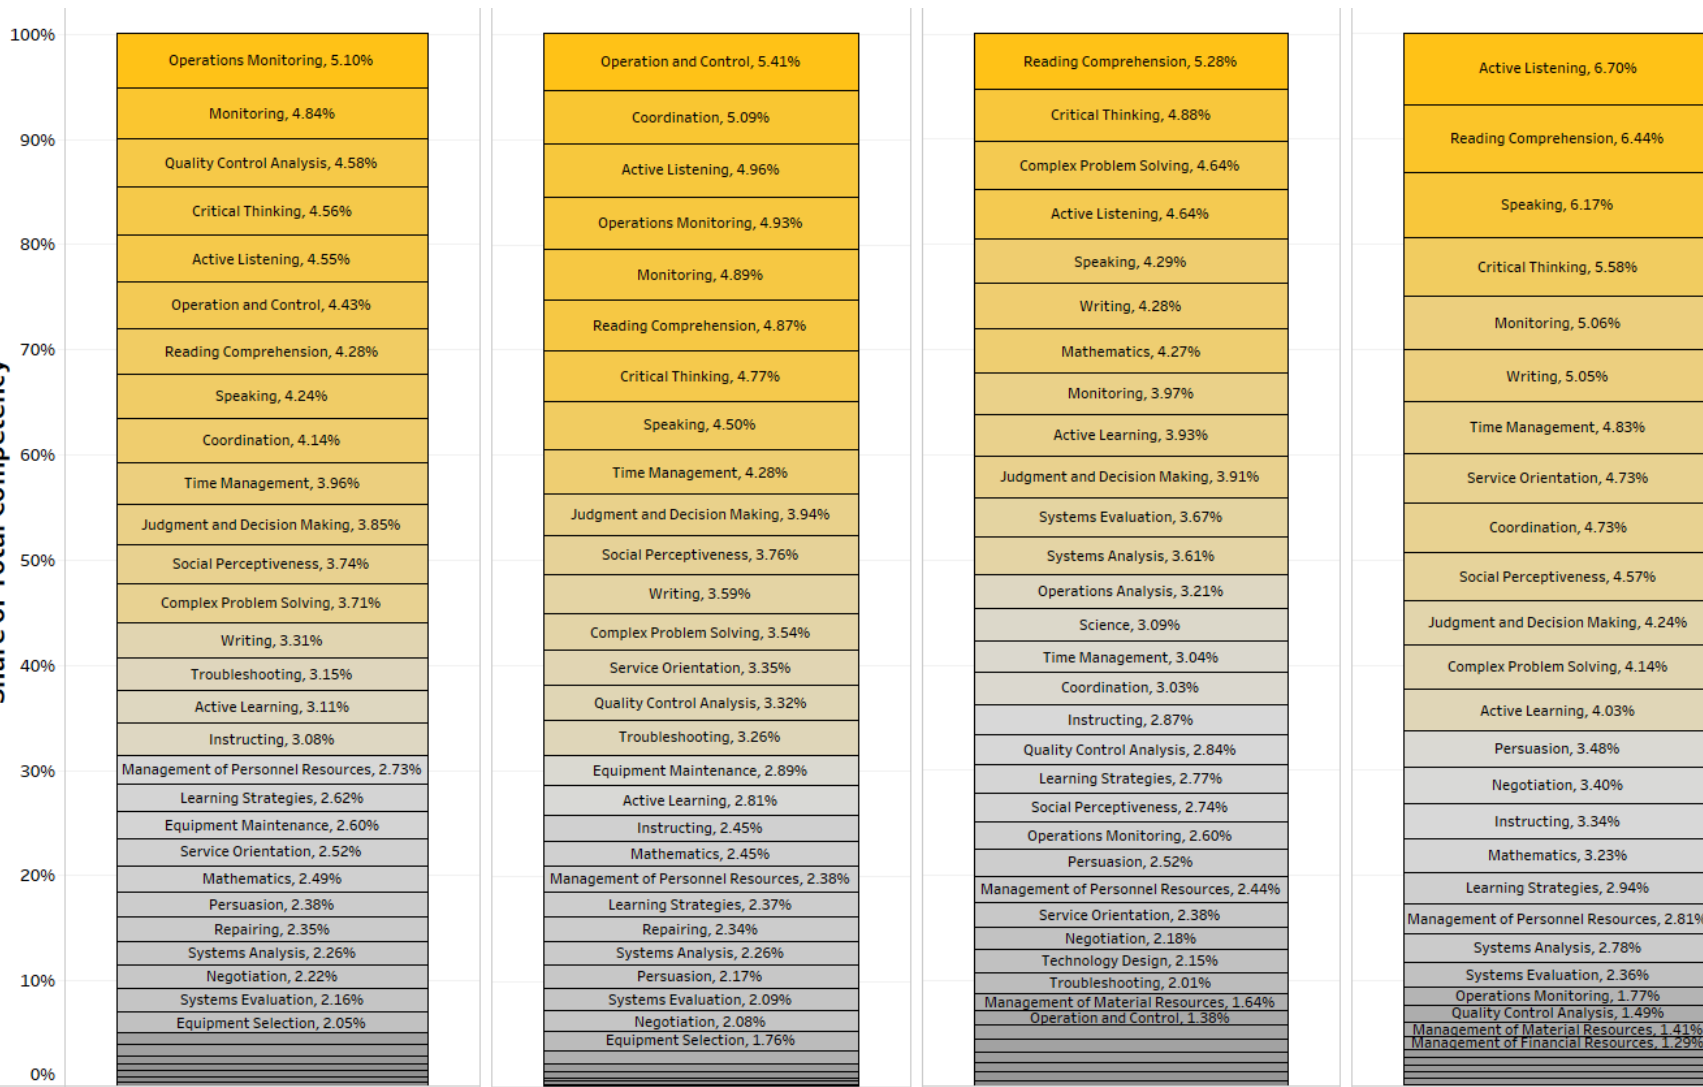 100%
90%
80%
70%
60%
50%
40%
30%
20%
10%
0%
Share of Total Competency
Operations Monitoring, 5.10%
Monitoring, 4.84%
Quality Control Analysis, 4.58%
Critical Thinking, 4.56%
Active Listening, 4.55%
Operation and Control, 4.43%
Reading Comprehension, 4.28%
Speaking, 4.24%
Coordination, 4.14%
Time Management, 3.96%
Judgment and Decision Making, 3.85%
Social Perceptiveness, 3.74%
Complex Problem Solving, 3.71%
Writing, 3.31%
Troubleshooting, 3.15%
Active Learning, 3.11%
Instructing, 3.08%
Management of Personnel Resources, 2.73%
Learning Strategies, 2.62%
Equipment Maintenance, 2.60%
Service Orientation, 2.52%
Mathematics, 2.49%
Persuasion, 2.38%
Repairing, 2.35%
Systems Analysis, 2.26%
Negotiation, 2.22%
Systems Evaluation, 2.16%
Equipment Selection, 2.05%
Operation and Control, 5.41%
Coordination, 5.09%
Active Listening, 4.96%
Operations Monitoring, 4.93%
Monitoring, 4.89%
Reading Comprehension, 4.87%
Critical Thinking, 4.77%
Speaking, 4.50%
Time Management, 4.28%
Judgment and Decision Making, 3.94%
Social Perceptiveness, 3.76%
Writing, 3.59%
Complex Problem Solving, 3.54%
Service Orientation, 3.35%
Quality Control Analysis, 3.32%
Troubleshooting, 3.26%
Equipment Maintenance, 2.89%
Active Learning, 2.81%
Instructing, 2.45%
Mathematics, 2.45%
Management of Personnel Resources, 2.38%
Learning Strategies, 2.37%
Repairing, 2.34%
Systems Analysis, 2.26%
Persuasion, 2.17%
Systems Evaluation, 2.09%
Negotiation, 2.08%
Equipment Selection, 1.76%
Reading Comprehension, 5.28%
Critical Thinking, 4.88%
Complex Problem Solving, 4.64%
Active Listening, 4.64%
Speaking, 4.29%
Writing, 4.28%
Mathematics, 4.27%
Monitoring, 3.97%
Active Learning, 3.93%
Judgment and Decision Making, 3.91%
Systems Evaluation, 3.67%
Systems Analysis, 3.61%
Operations Analysis, 3.21%
Science, 3.09%
Time Management, 3.04%
Coordination, 3.03%
Instructing, 2.87%
Quality Control Analysis, 2.84%
Learning Strategies, 2.77%
Social Perceptiveness, 2.74%
Operations Monitoring, 2.60%
Persuasion, 2.52%
Management of Personnel Resources, 2.44%
Service Orientation, 2.38%
Negotiation, 2.18%
Technology Design, 2.15%
Troubleshooting, 2.01%
Management of Material Resources, 1.64%
Operation and Control, 1.38%
Active Listening, 6.70%
Reading Comprehension, 6.44%
Speaking, 6.17%
Critical Thinking, 5.58%
Monitoring, 5.06%
Writing, 5.05%
Time Management, 4.83%
Service Orientation, 4.73%
Coordination, 4.73%
Social Perceptiveness, 4.57%
Judgment and Decision Making, 4.24%
Complex Problem Solving, 4.14%
Active Learning, 4.03%
Persuasion, 3.48%
Negotiation, 3.40%
Instructing, 3.34%
Mathematics, 3.23%
Learning Strategies, 2.94%
Management of Personnel Resources, 2.81%
Systems Analysis, 2.78%
Systems Evaluation, 2.36%
Operations Monitoring, 1.77%
Quality Control Analysis, 1.49%
Management of Material Resources, 1.41%
Management of Financial Resources, 1.29%